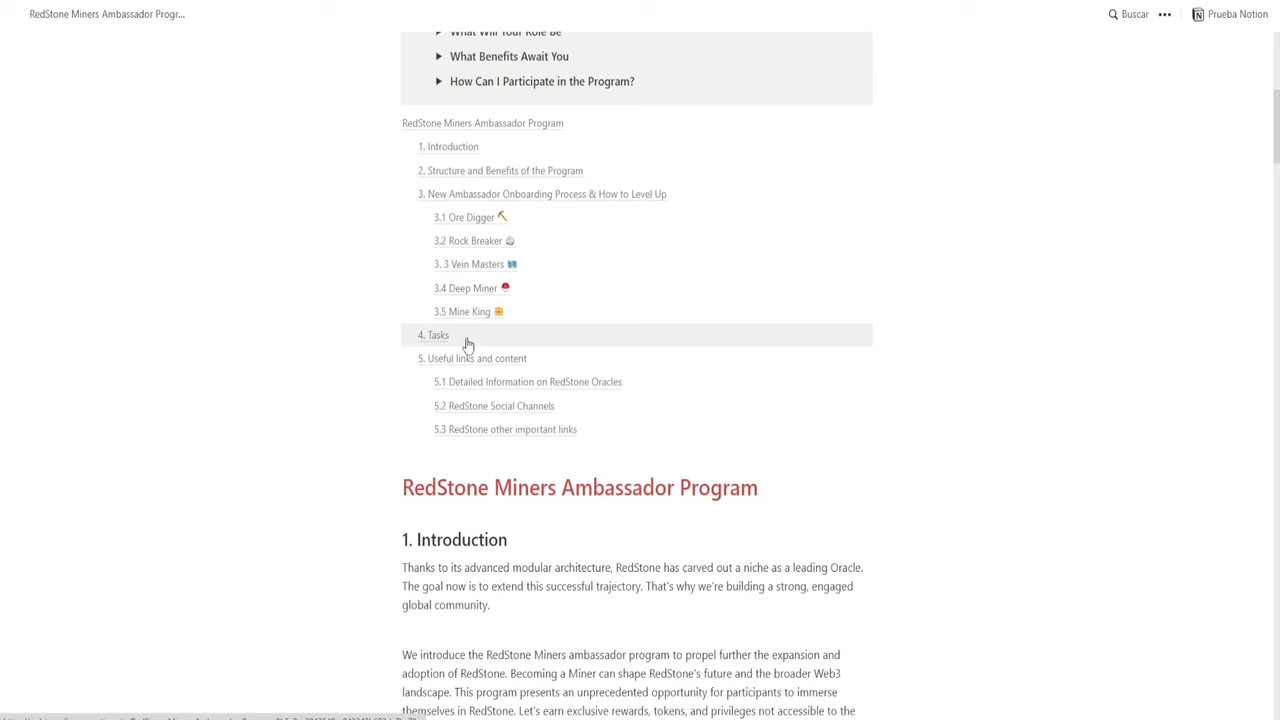 RedStone Miners Ambassador Progr...
Buscar
Prueba Notion
What Will Your Role Be
What Benefits Await You
How Can I Participate in the Program?
RedStone Miners Ambassador Program
1. Introduction
2. Structure and Benefits of the Program
3. New Ambassador Onboarding Process & How to Level Up
3.1 Ore Digger
3.2 Rock Breaker
3. 3 Vein Masters
3.4 Deep Miner
3.5 Mine King
4. Tasks
5. Useful links and content
5.1 Detailed Information on RedStone Oracles
5.2 RedStone Social Channels
5.3 RedStone other important links
RedStone Miners Ambassador Program
1. Introduction
Thanks to its advanced modular architecture, RedStone has carved out a niche as a leading Oracle.
The goal now is to extend this successful trajectory. That's why we're building a strong, engaged
global community.
We introduce the RedStone Miners ambassador program to propel further the expansion and
adoption of RedStone. Becoming a Miner can shape RedStone's future and the broader Web3
landscape. This program presents an unprecedented opportunity for participants to immerse
themselves in RedStone. Let's earn exclusive rewards, tokens, and privileges not accessible to the